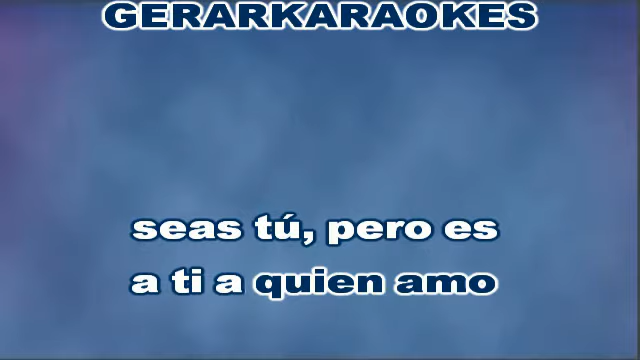 GERARKARAOKES
seas tú, pero es
a ti a quien amo